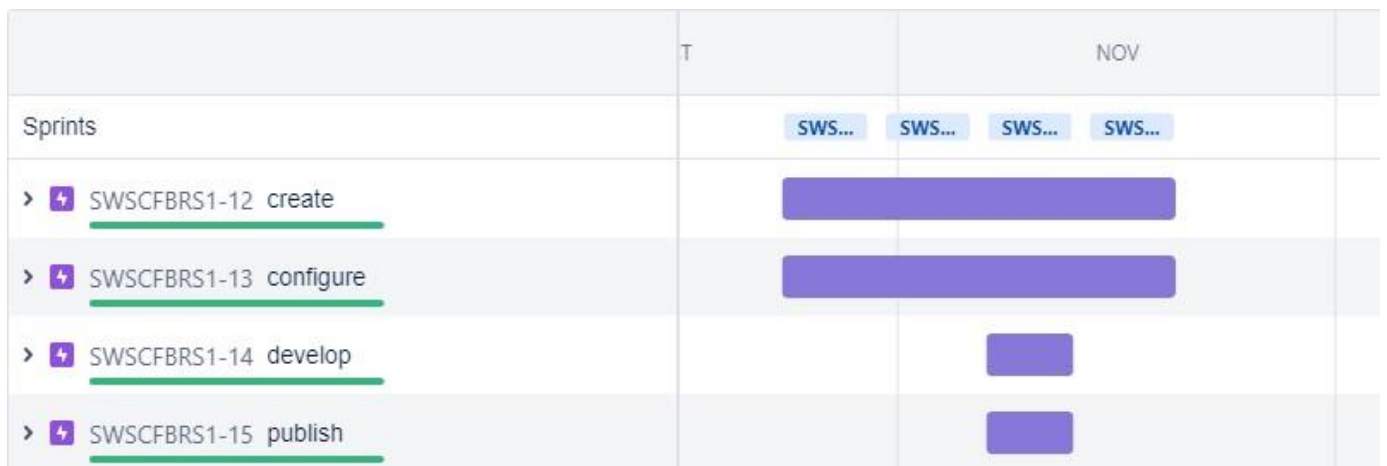 T NOV
Sprints SWS... SWS... SWS... SWS...
SWSCFBRS1-12 create
SWSCFBRS1-13 configure
SWSCFBRS1-14 develop
SWSCFBRS1-15 publish